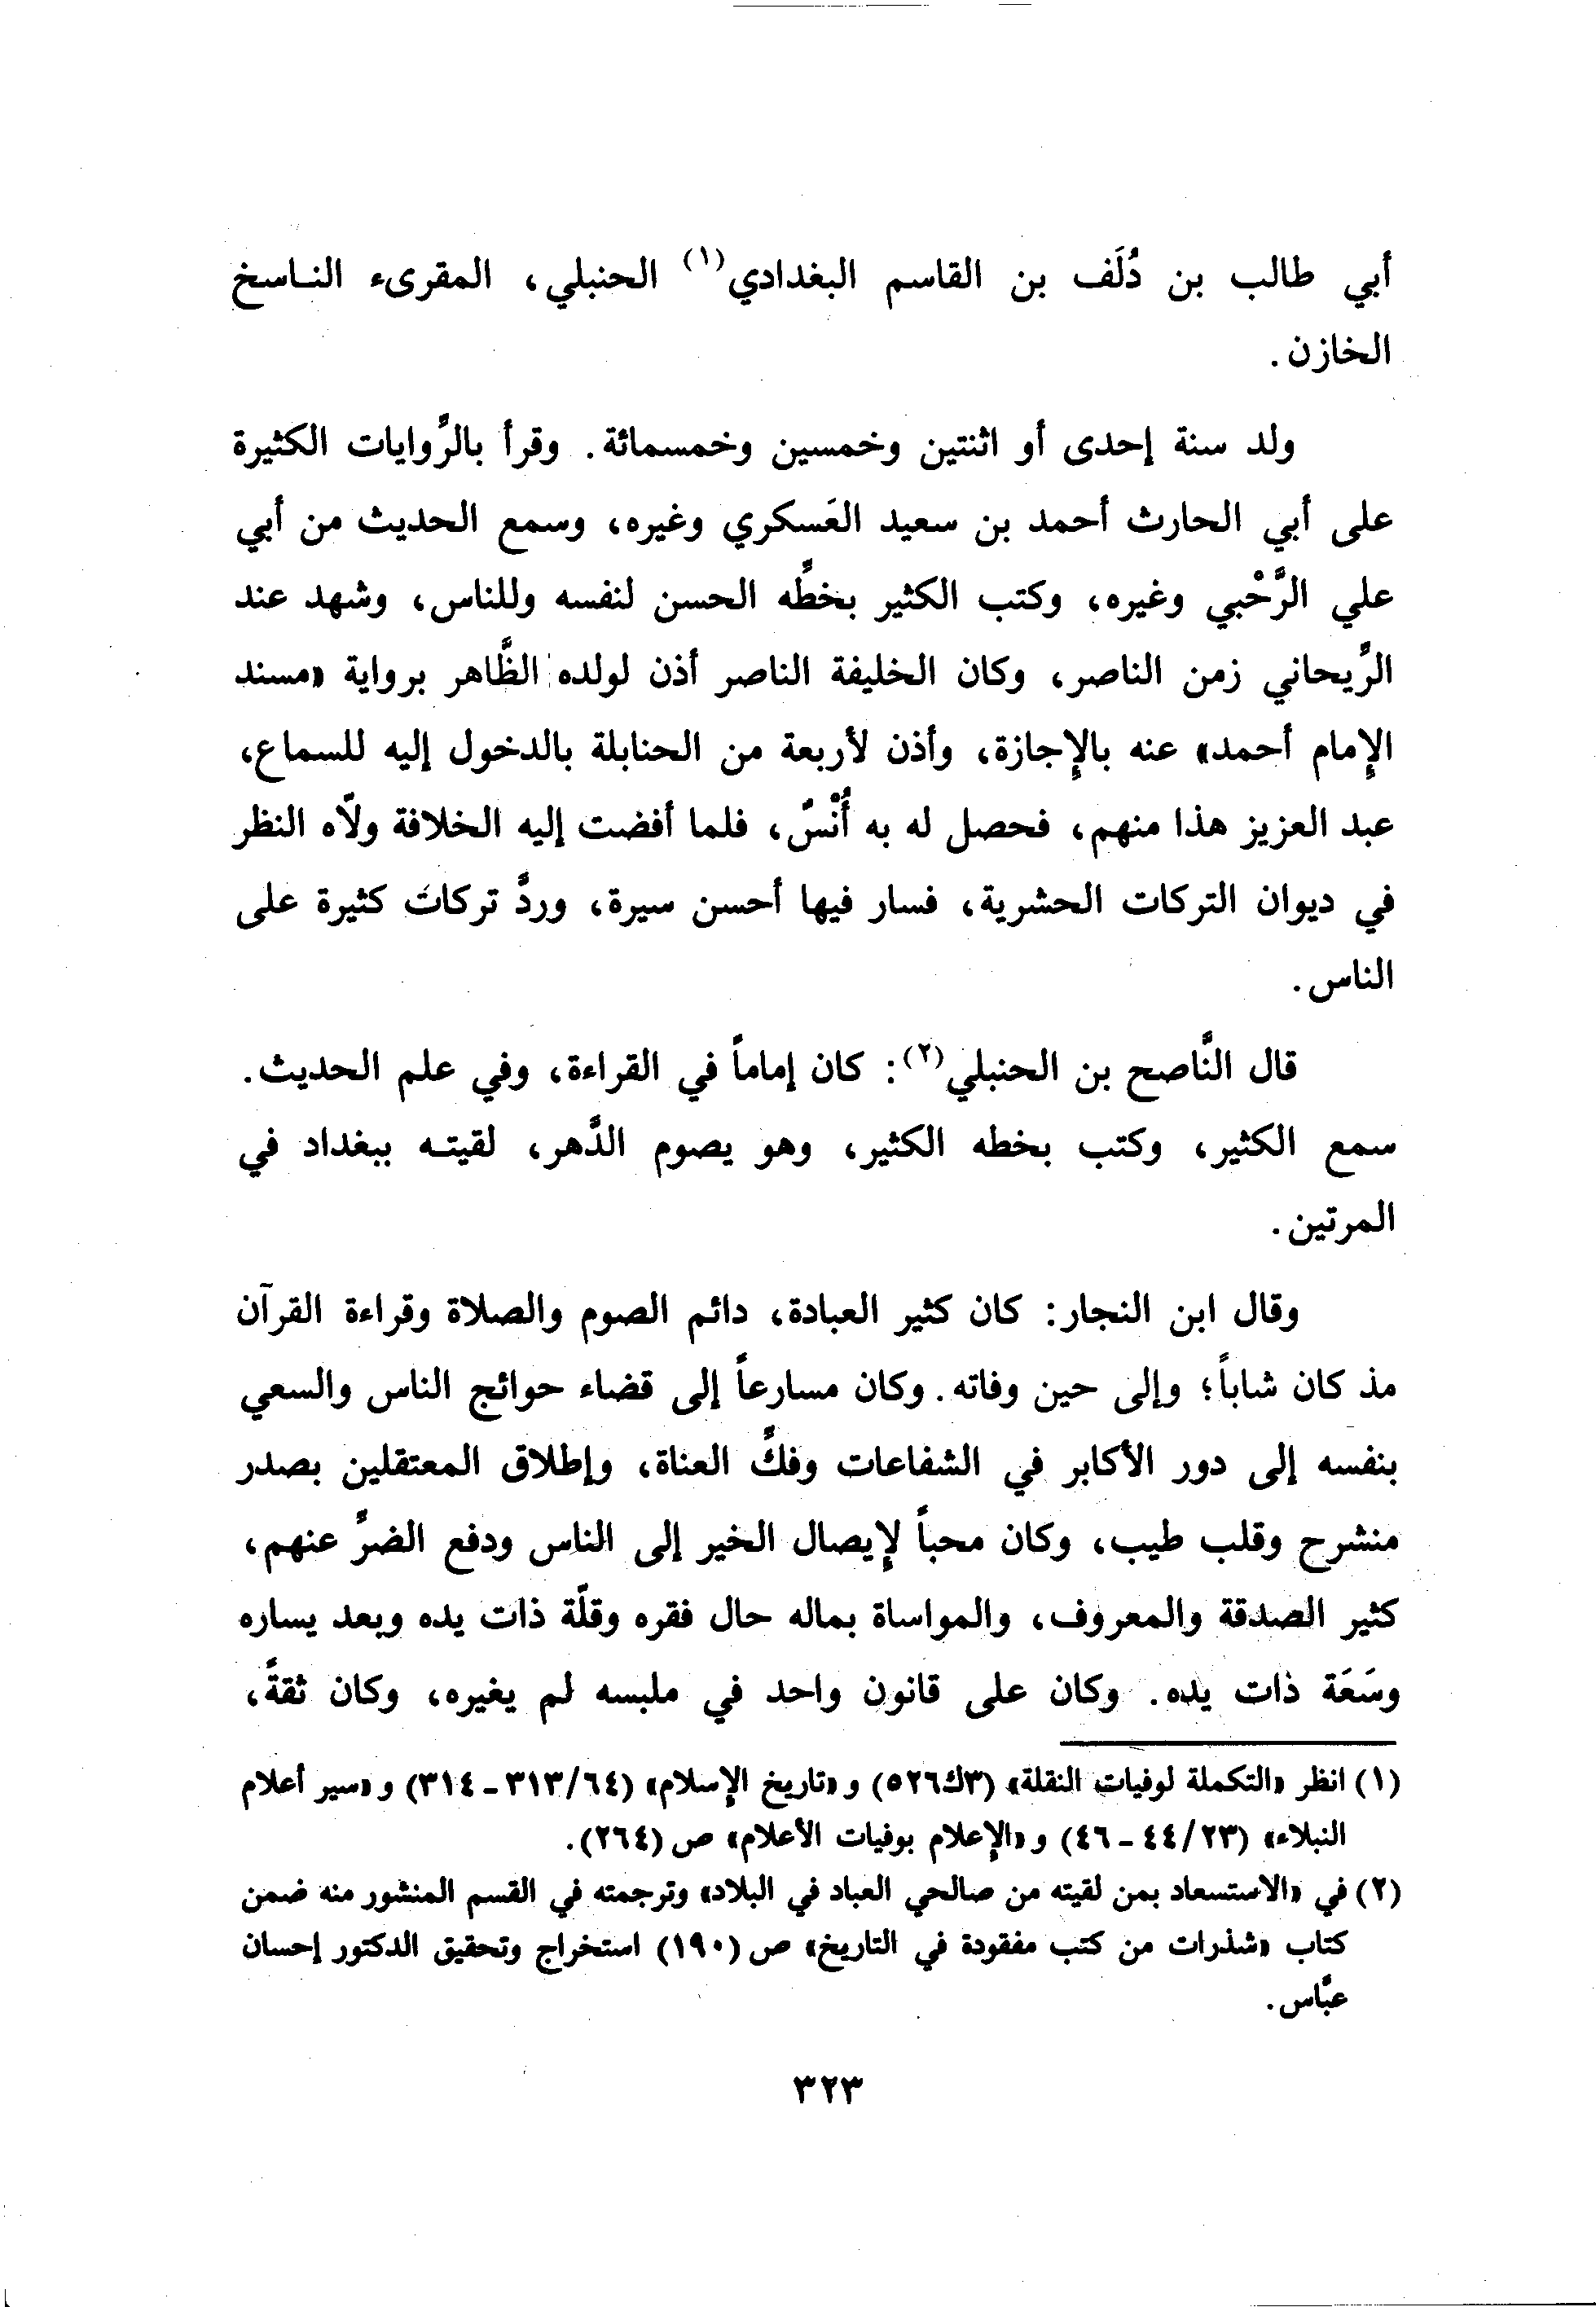 أبي طالب بن دُلَف بن القاسم البغدادي(١) الحنبلي، المقرىء الناسخ
الخازن.
ولد سنة إحدى أو اثنتين وخمسين وخمسمائة. وقرأ بالرِّوايات الكثيرة
على أبي الحارث أحمد بن سعيد العَسكري وغيره، وسمع الحديث من أبي
علي الرَّحْبي وغيره، وكتب الكثير بخطِّه الحسن لنفسه وللناس، وشهد عند
الرِّيحاني زمن الناصر، وكان الخليفة الناصر أذن لولده الظَّاهر برواية «مسند
الإمام أحمد» عنه بالإجازة، وأذن لأربعة من الحنابلة بالدخول إليه للسماع،
عبد العزيز هذا منهم، فحصل له به أُنْسٌ، فلما أفضت إليه الخلافة ولاّه النظر
في ديوان التركات الحشرية، فسار فيها أحسن سيرة، وردَّ تركات كثيرة على
الناس.
قال النَّاصح بن الحنبلي(٢): كان إماماً في القراءة، وفي علم الحديث.
سمع الكثير، وكتب بخطه الكثير، وهو يصوم الدَّهر، لقيته ببغداد في
المرتين.
وقال ابن النجار: كان كثير العبادة، دائم الصوم والصلاة وقراءة القرآن
مذ كان شاباً؛ وإلى حين وفاته. وكان مسارعاً إلى قضاء حوائج الناس والسعي
بنفسه إلى دور الأكابر في الشفاعات وفكِّ العناة، وإطلاق المعتقلين بصدر
منشرح وقلب طيب، وكان محباً لإيصال الخير إلى الناس ودفع الضرِّ عنهم،
كثير الصدقة والمعروف، والمواساة بماله حال فقره وقلّة ذات يده وبعد يساره
وسَعَة ذات يده. وكان على قانون واحد في ملبسه لم يغيره، وكان ثقةً،
(١) انظر «التكملة لوفيات النقلة» (٣ك٥٢٦) و «تاريخ الإسلام» (٦٤/٣١٣ - ٣١٤) و «سير أعلام
النبلاء» (٢٣/٤٤ - ٤٦) و «الإعلام بوفيات الأعلام» ص (٢٦٤).
(٢) في «الاستسعاد بمن لقيته من صالحي العباد في البلاد» وترجمته في القسم المنشور منه ضمن
كتاب «شذرات من كتب مفقودة في التاريخ» ص (١٩٠) استخراج وتحقيق الدكتور إحسان
عبَّاس.
٣٢٣